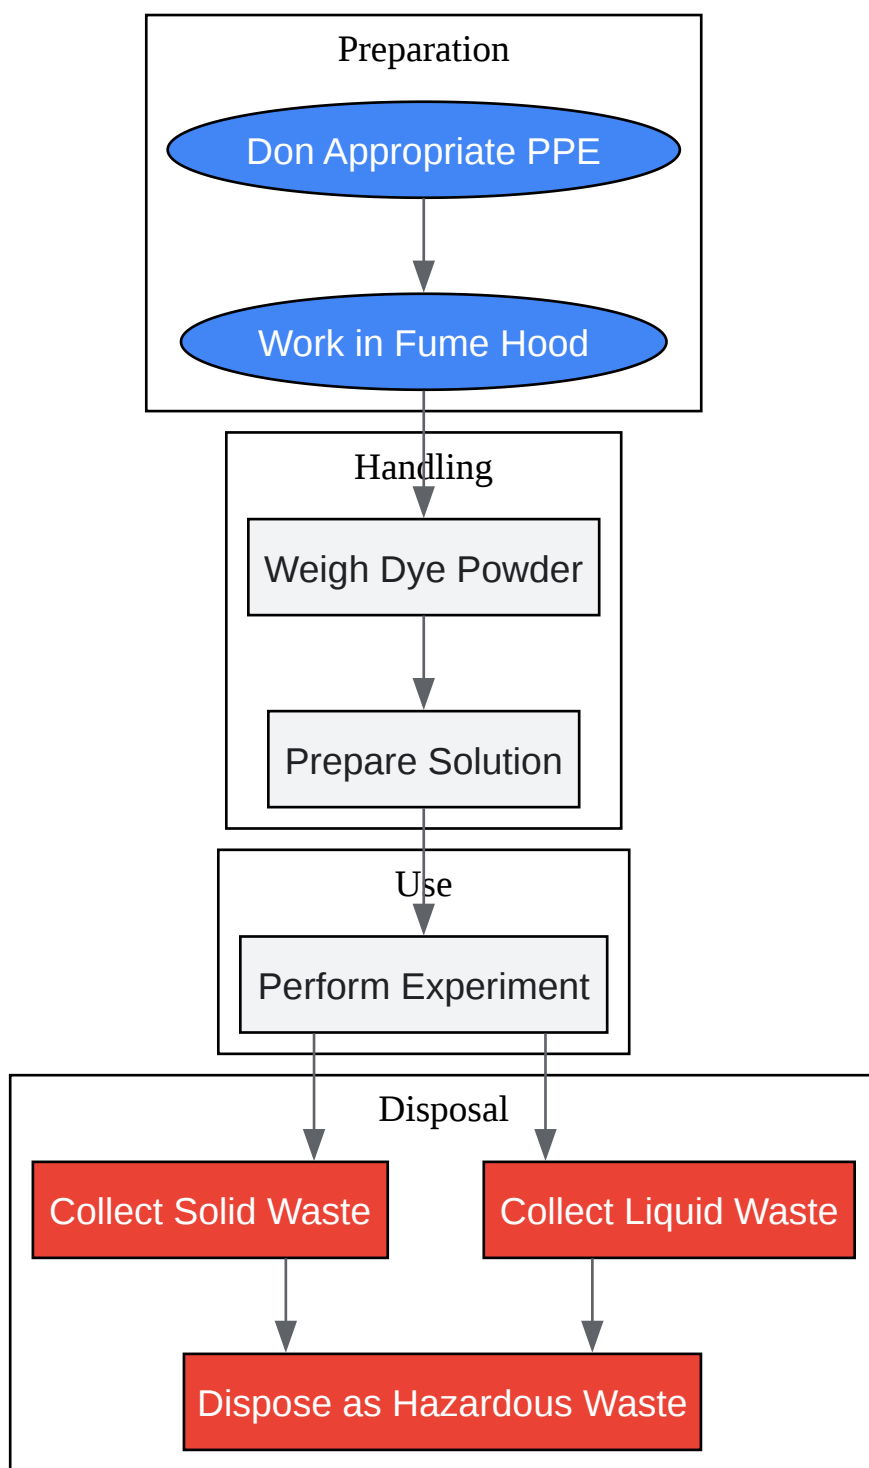 Preparation
Don Appropriate PPE
Work in Fume Hood
Handling
Weigh Dye Powder
Prepare Solution
Use
Perform Experiment
Disposal
Collect Solid Waste
Collect Liquid Waste
Dispose as Hazardous Waste